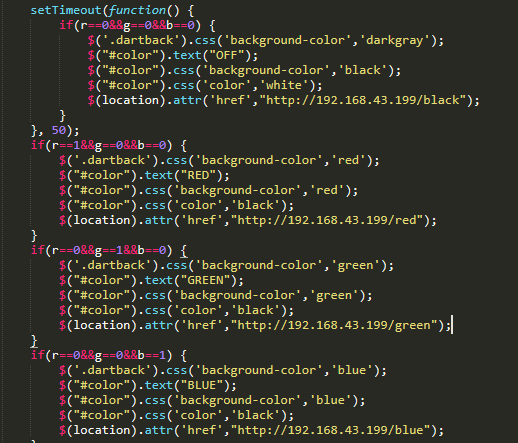 setTimeout(function() {
if(r==0&&g==0&&b==0) {
$('.dartback').css('background-color','darkgray');
$("#color").text("OFF");
$("#color").css('background-color','black');
$("#color").css('color','white');
$(location).attr('href',"http://192.168.43.199/black");
}
}, 50);
if(r==1&&g==0&&b==0) {
$('.dartback').css('background-color','red');
$("#color").text("RED");
$("#color").css('background-color','red');
$("#color").css('color','black');
$(location).attr('href',"http://192.168.43.199/red");
}
if(r==0&&g==1&&b==0) {
$('.dartback').css('background-color','green');
$("#color").text("GREEN");
$("#color").css('background-color','green');
$("#color").css('color','black');
$(location).attr('href',"http://192.168.43.199/green");
}
if(r==0&&g==0&&b==1) {
$('.dartback').css('background-color','blue');
$("#color").text("BLUE");
$("#color").css('background-color','blue');
$("#color").css('color','black');
$(location).attr('href',"http://192.168.43.199/blue");